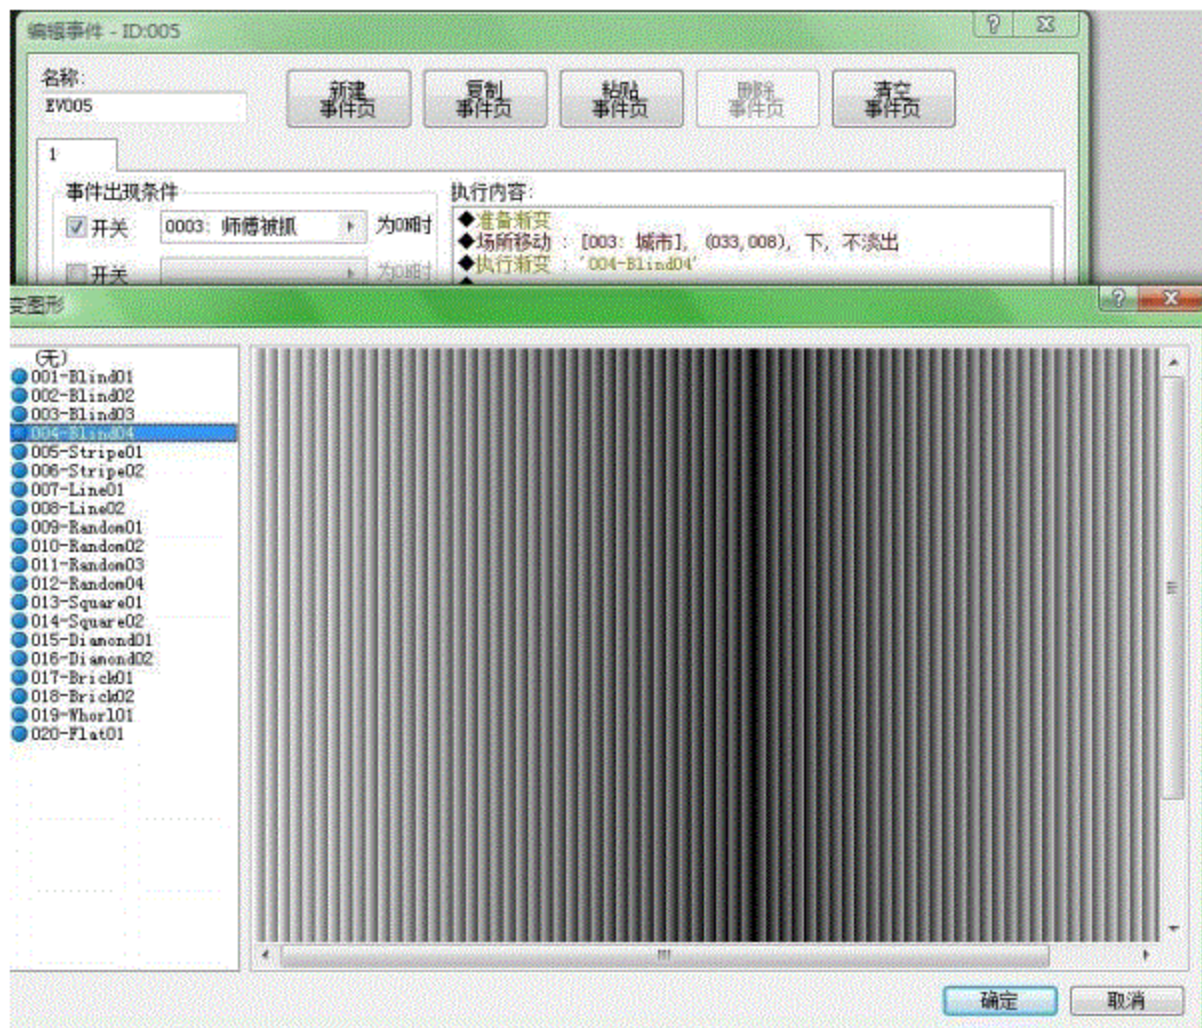 编辑事件 - ID:005
名称:
EV005
新建
事件页
复制
事件页
粘贴
事件页
删除
事件页
清空
事件页
1
事件出现条件
执行内容:
开关
0003: 师傅被抓
为ON时
◆准备渐变
◆场所移动 : [003: 城市], (033,008), 下, 不淡出
◆执行渐变 : '004-Blind04'
开关
为ON时
变图形
(无)
001-Blind01
002-Blind02
003-Blind03
004-Blind04
005-Stripe01
006-Stripe02
007-Line01
008-Line02
009-Random01
010-Random02
011-Random03
012-Random04
013-Square01
014-Square02
015-Diamond01
016-Diamond02
017-Brick01
018-Brick02
019-Whorl01
020-Flat01
确定
取消